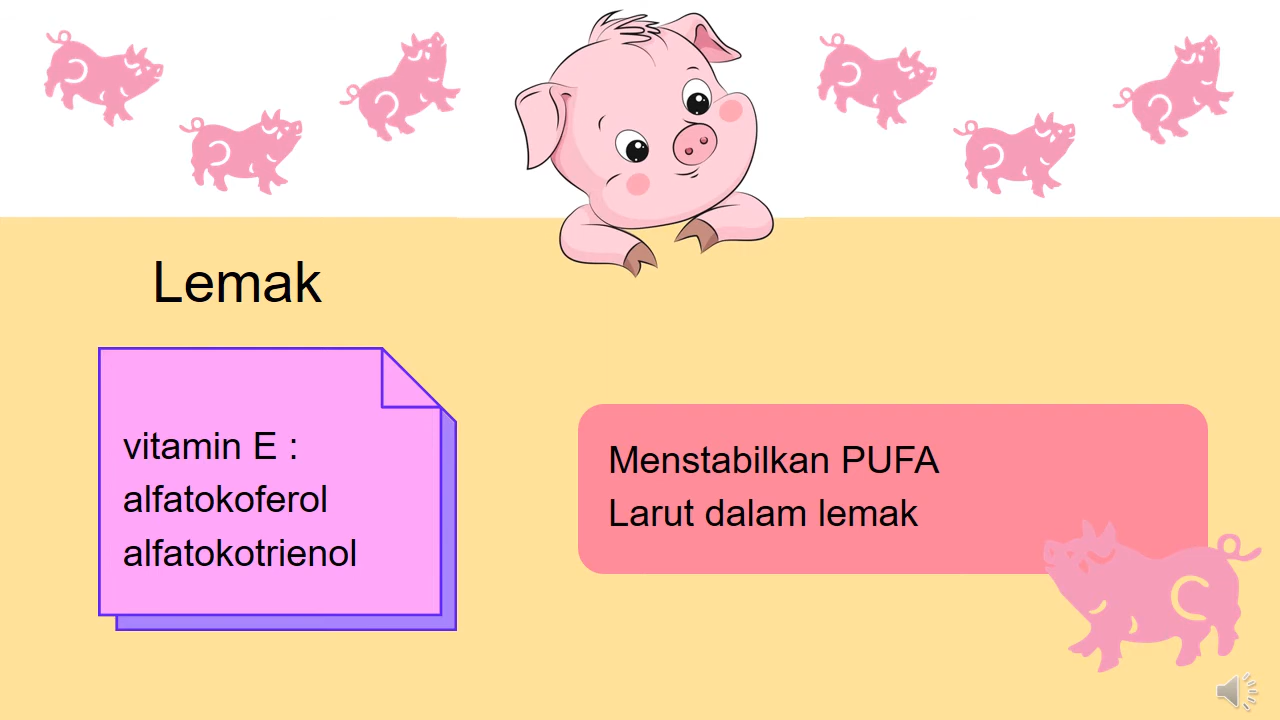 Lemak
vitamin E :
alfatokoferol
alfatokotrienol
Menstabilkan PUFA
Larut dalam lemak